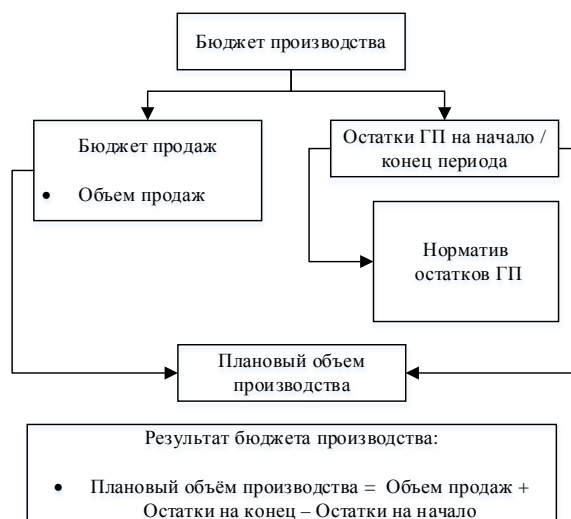 Бюджет производства
Бюджет продаж
• Объем продаж
Остатки ГП на начало /
конец периода
Норматив
остатков ГП
Плановый объем
производства
Результат бюджета производства:
• Плановый объём производства = Объем продаж +
Остатки на конец – Остатки на начало